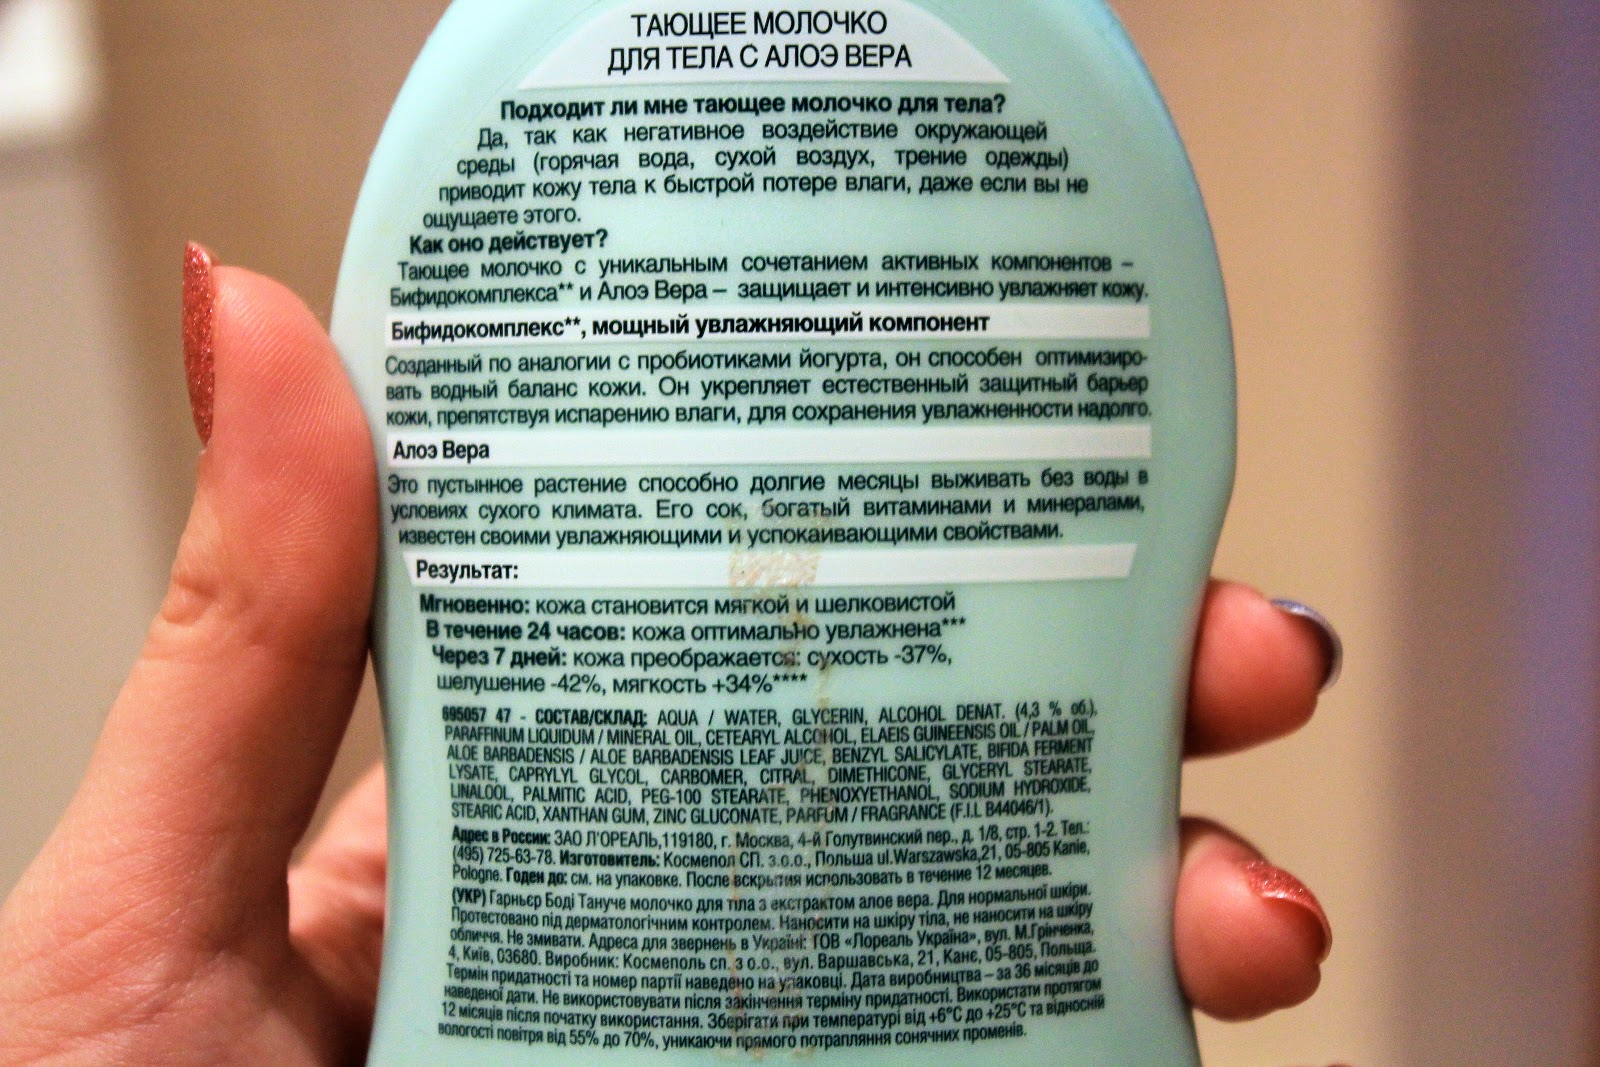 ТАЮЩЕЕ МОЛОЧКО
ДЛЯ ТЕЛА С АЛОЭ ВЕРА
Подходит ли мне тающее молочко для тела?
Да, так как негативное воздействие окружающей
среды (горячая вода, сухой воздух, трение одежды)
приводит кожу тела к быстрой потере влаги, даже если вы не
ощущаете этого.
Как оно действует?
Тающее молочко с уникальным сочетанием активных компонентов –
Бифидокомплекса** и Алоэ Вера – защищает и интенсивно увлажняет кожу.
Бифидокомплекс**, мощный увлажняющий компонент
Созданный по аналогии с пробиотиками йогурта, он способен оптимизиро-
вать водный баланс кожи. Он укрепляет естественный защитный барьер
кожи, препятствуя испарению влаги, для сохранения увлажненности надолго.
Алоэ Вера
Это пустынное растение способно долгие месяцы выживать без воды в
условиях сухого климата. Его сок, богатый витаминами и минералами,
известен своими увлажняющими и успокаивающими свойствами.
Результат:
Мгновенно: кожа становится мягкой и шелковистой
В течение 24 часов: кожа оптимально увлажнена***
Через 7 дней: кожа преображается: сухость -37%,
шелушение -42%, мягкость +34%****
695057 47 - СОСТАВ/СКЛАД: AQUA / WATER, GLYCERIN, ALCOHOL DENAT. (4,3 % об.),
PARAFFINUM LIQUIDUM / MINERAL OIL, CETEARYL ALCOHOL, ELAEIS GUINEENSIS OIL / PALM OIL,
ALOE BARBADENSIS / ALOE BARBADENSIS LEAF JUICE, BENZYL SALICYLATE, BIFIDA FERMENT
LYSATE, CAPRYLYL GLYCOL, CARBOMER, CITRAL, DIMETHICONE, GLYCERYL STEARATE,
LINALOOL, PALMITIC ACID, PEG-100 STEARATE, PHENOXYETHANOL, SODIUM HYDROXIDE,
STEARIC ACID, XANTHAN GUM, ZINC GLUCONATE, PARFUM / FRAGRANCE (F.I.L B44046/1).
Адрес в России: ЗАО Л'ОРЕАЛЬ,119180, г. Москва, 4-й Голутвинский пер., д. 1/8, стр. 1-2. Тел.:
(495) 725-63-78. Изготовитель: Космепол СП. з.о.о., Польша ul.Warszawska,21, 05-805 Kanie,
Pologne. Годен до: см. на упаковке. После вскрытия использовать в течение 12 месяцев.
(УКР) Гарньєр Боді Тануче молочко для тіла з екстрактом алое вера. Для нормальної шкіри.
Протестовано під дерматологічним контролем. Наносити на шкіру тіла, не наносити на шкіру
обличчя. Не змивати. Адреса для звернень в Україні: ТОВ «Лореаль Україна», вул. М.Грінченка,
4, Київ, 03680. Виробник: Космеполь сп. з о.о., вул. Варшавська, 21, Канє, 05-805, Польща.
Термін придатності та номер партії наведено на упаковці. Дата виробництва – за 36 місяців до
наведеної дати. Не використовувати після закінчення терміну придатності. Використати протягом
12 місяців після початку використання. Зберігати при температурі від +6°C до +25°C та відносній
вологості повітря від 55% до 70%, уникаючи прямого потрапляння сонячних променів.